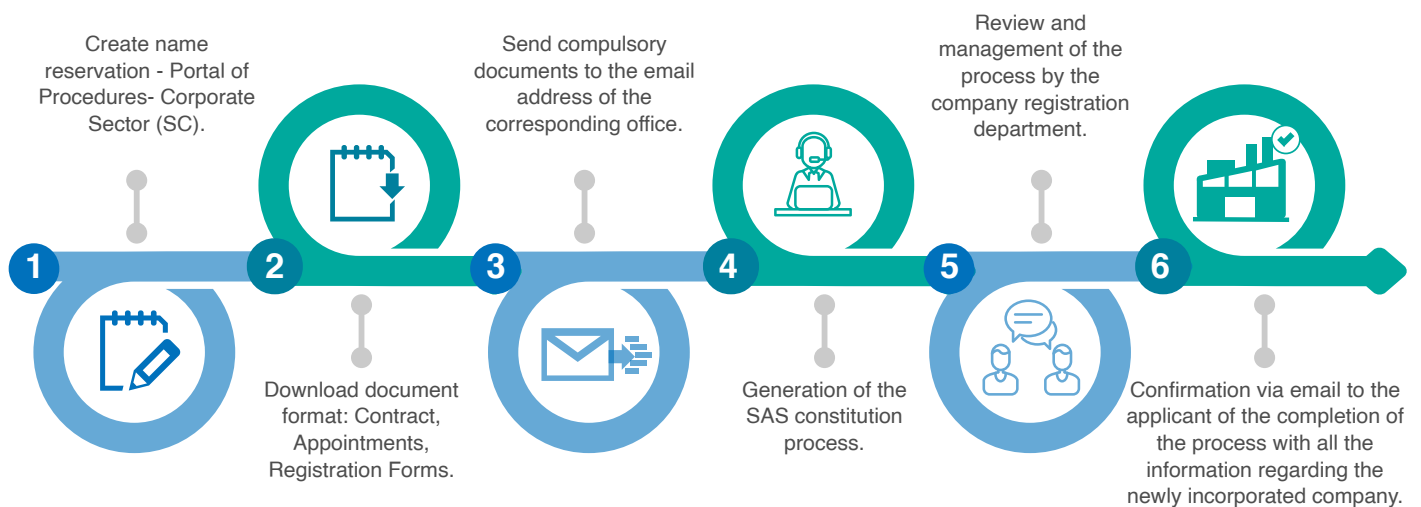 1
Create name
reservation - Portal of
Procedures- Corporate
Sector (SC).
2
Download document
format: Contract,
Appointments,
Registration Forms.
3
Send compulsory
documents to the email
address of the
corresponding office.
4
Generation of the
SAS constitution
process.
5
Review and
management of the
process by the
company registration
department.
6
Confirmation via email to the
applicant of the completion of
the process with all the
information regarding the
newly incorporated company.